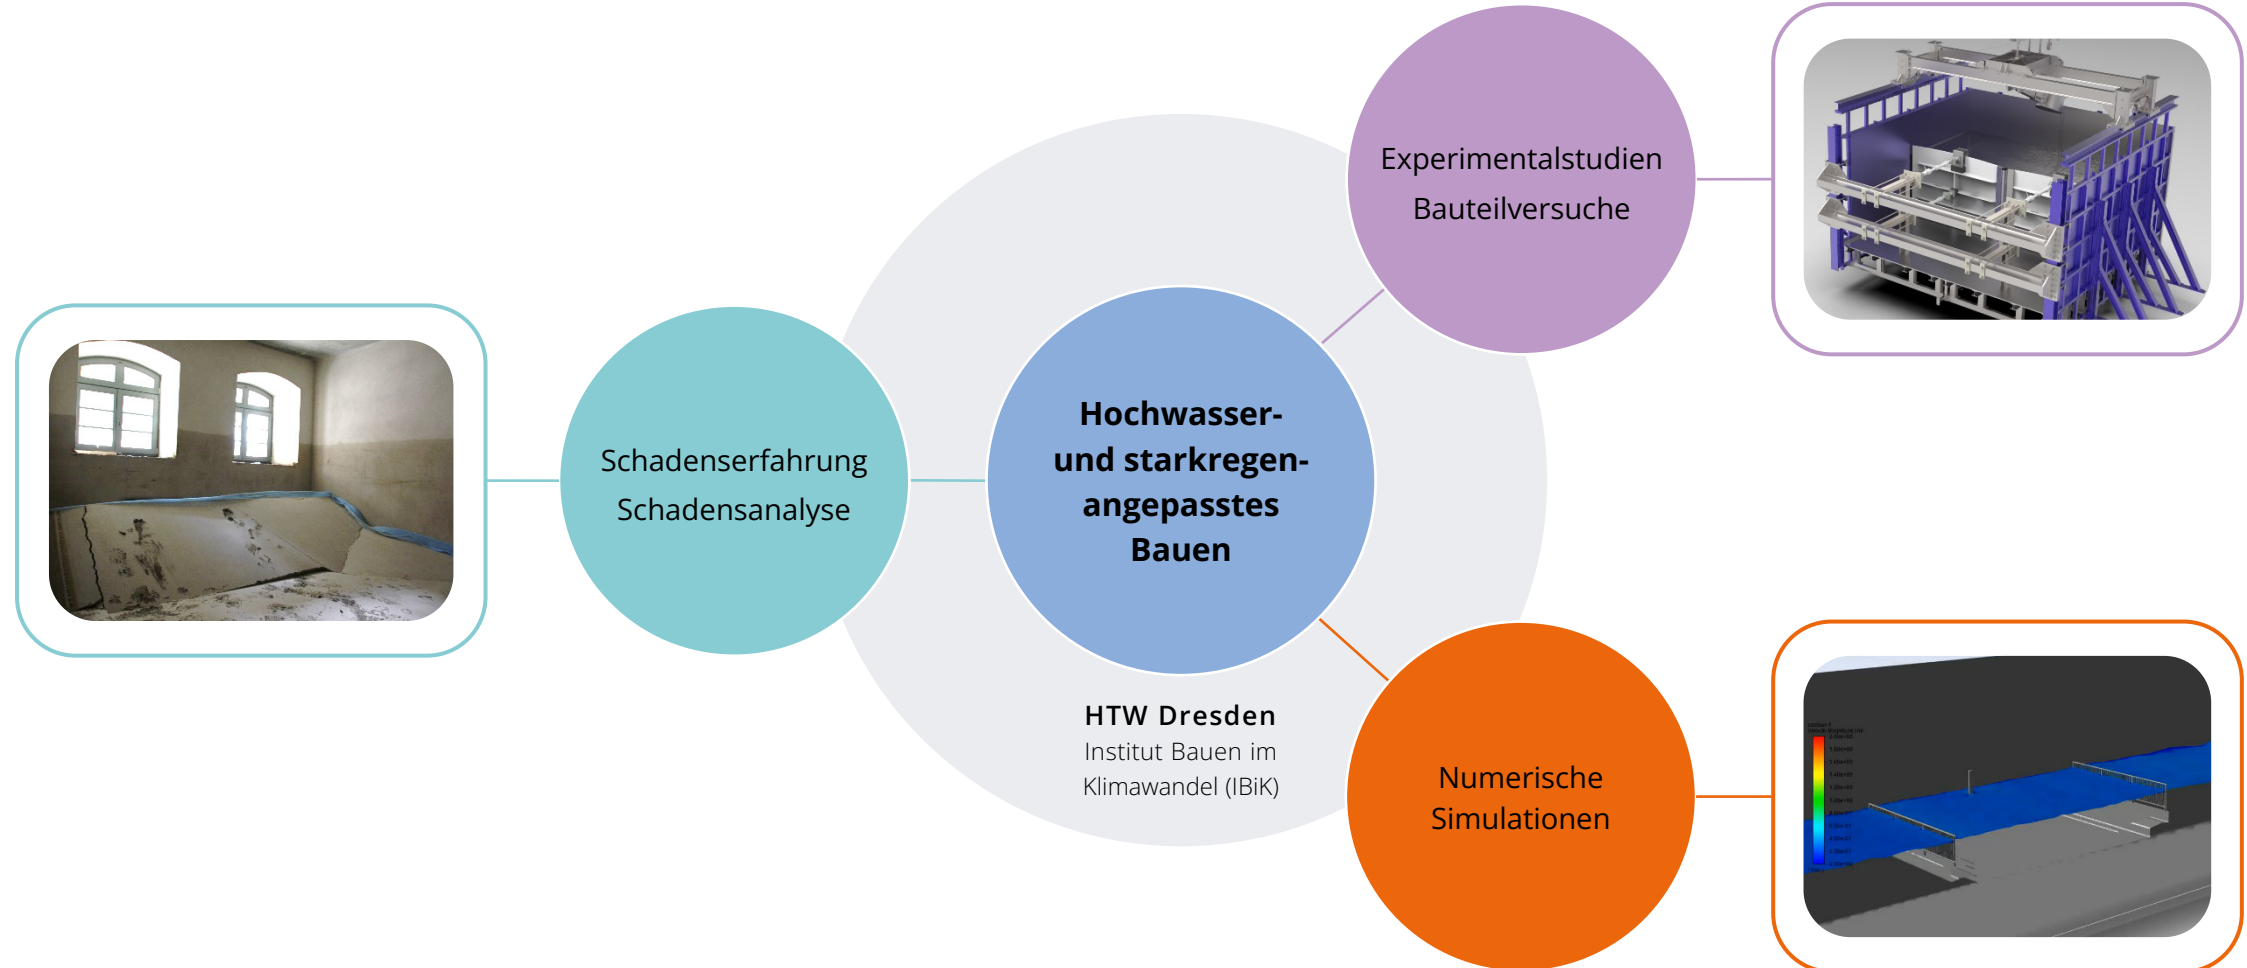 Experimentalstudien
Bauteilversuche
Schadenserfahrung
Schadensanalyse
Hochwasser-
und starkregen-
angepasstes
Bauen
HTW Dresden
Institut Bauen im
Klimawandel (IBiK)
Numerische
Simulationen